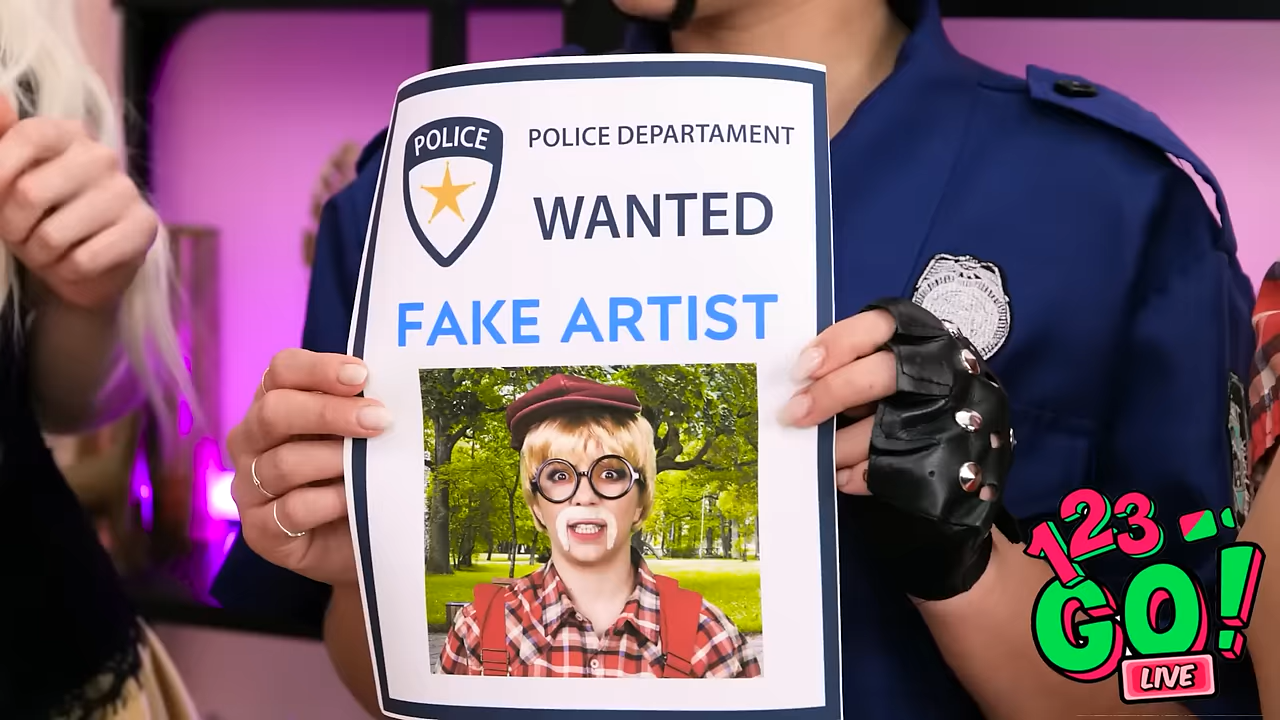 POLICE
POLICE DEPARTAMENT
WANTED
FAKE ARTIST
123
GO!
LIVE